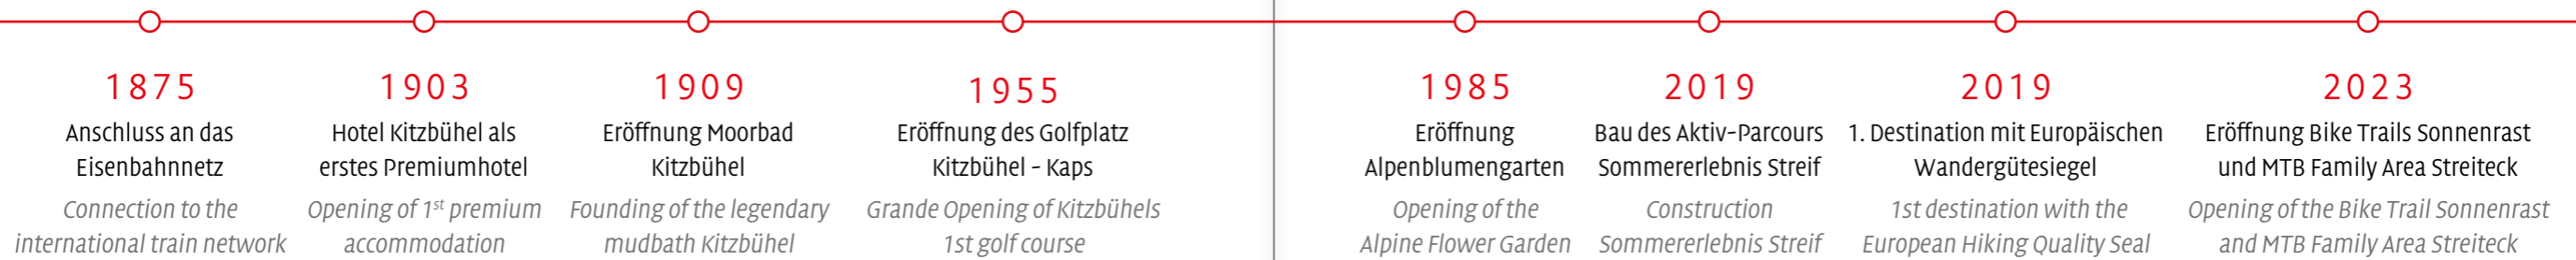 1875
Anschluss an das
Eisenbahnnetz
Connection to the
international train network
1903
Hotel Kitzbühel als
erstes Premiumhotel
Opening of 1st premium
accommodation
1909
Eröffnung Moorbad
Kitzbühel
Founding of the legendary
mudbath Kitzbühel
1955
Eröffnung des Golfplatz
Kitzbühel - Kaps
Grande Opening of Kitzbühels
1st golf course
1985
Eröffnung
Alpenblumengarten
Opening of the
Alpine Flower Garden
2019
Bau des Aktiv-Parcours
Sommererlebnis Streif
Construction
Sommererlebnis Streif
2019
1. Destination mit Europäischen
Wandergütesiegel
1st destination with the
European Hiking Quality Seal
2023
Eröffnung Bike Trails Sonnenrast
und MTB Family Area Streiteck
Opening of the Bike Trail Sonnenrast
and MTB Family Area Streiteck